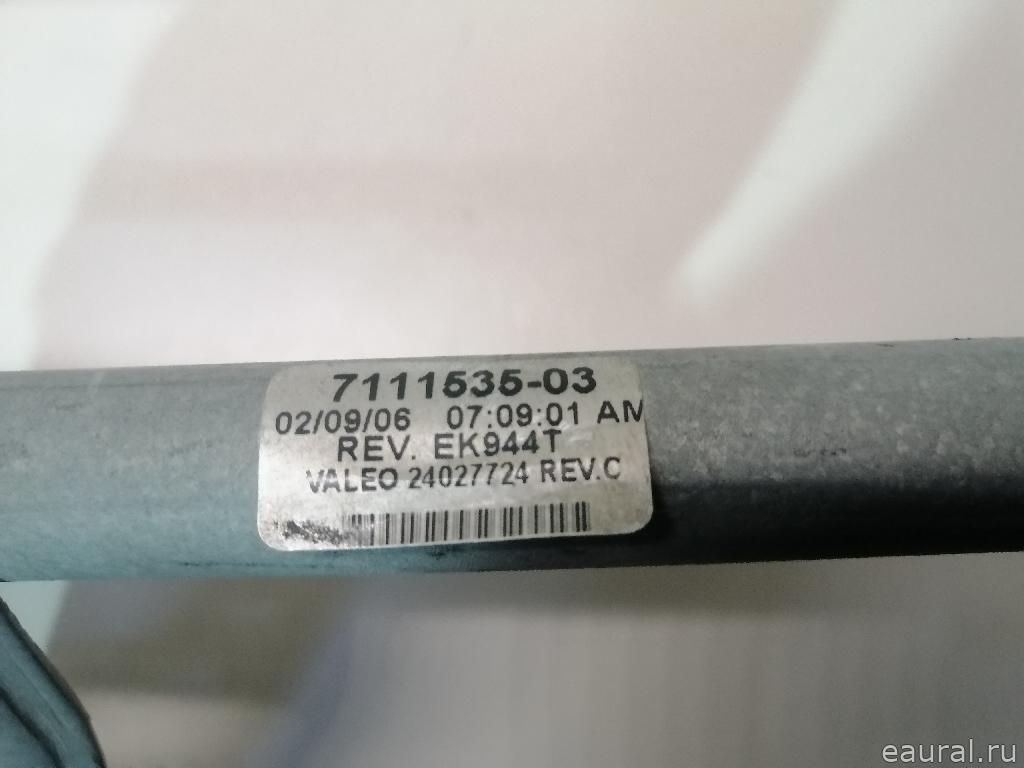 7111535-03
02/09/06 07:09:01 AM
REV. EK944T
VALEO 24027724 REV.C
eaural.ru